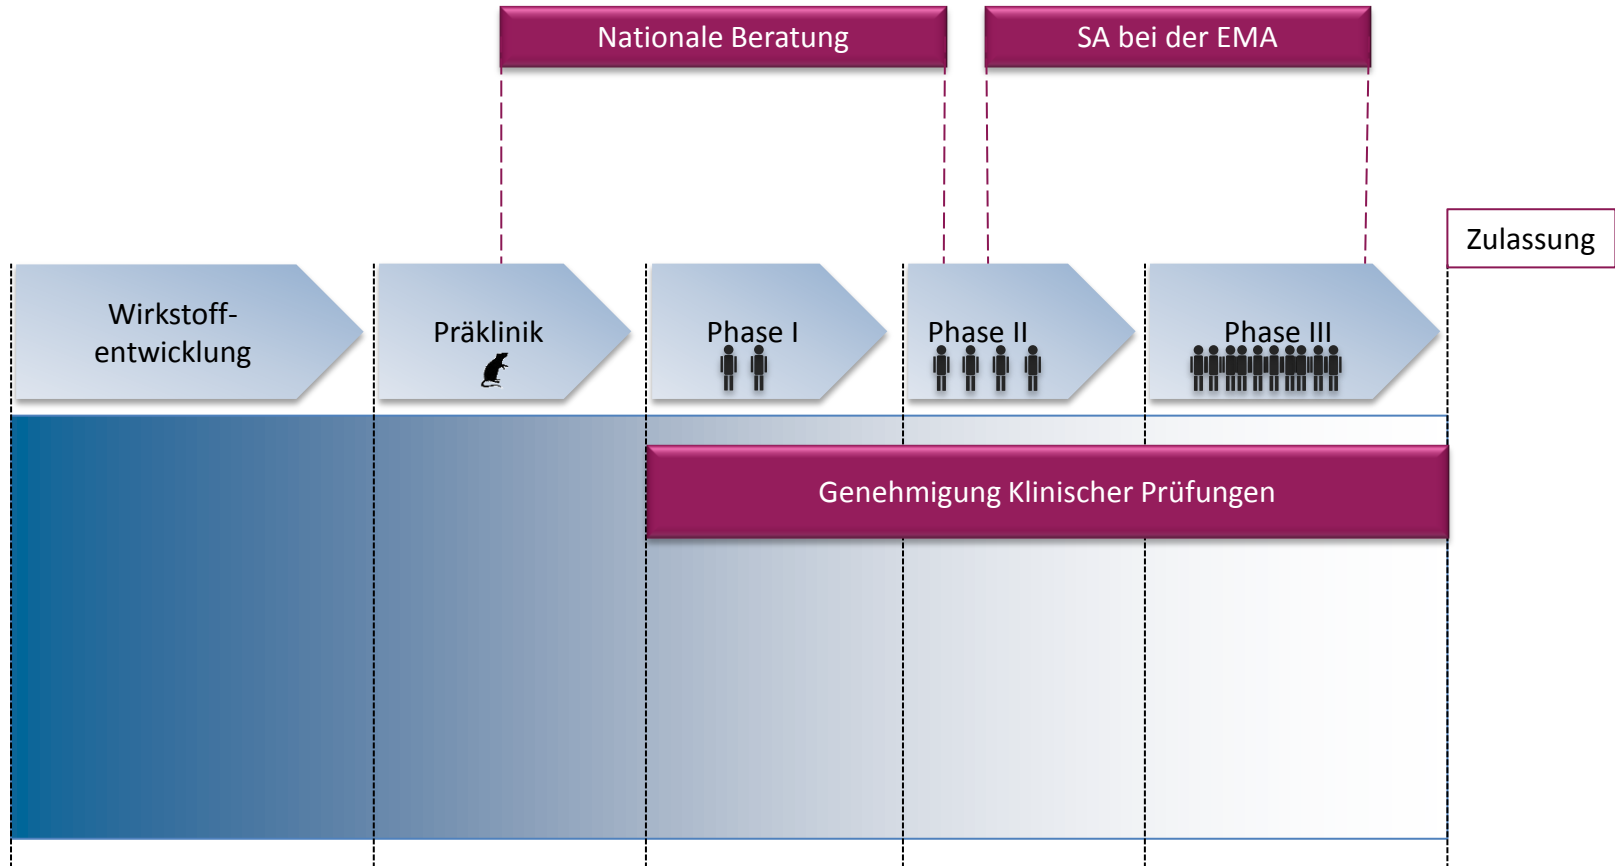 Nationale Beratung
SA bei der EMA
Zulassung
Wirkstoff-
entwicklung
Präklinik
Phase I
Phase II
Phase III
Genehmigung Klinischer Prüfungen